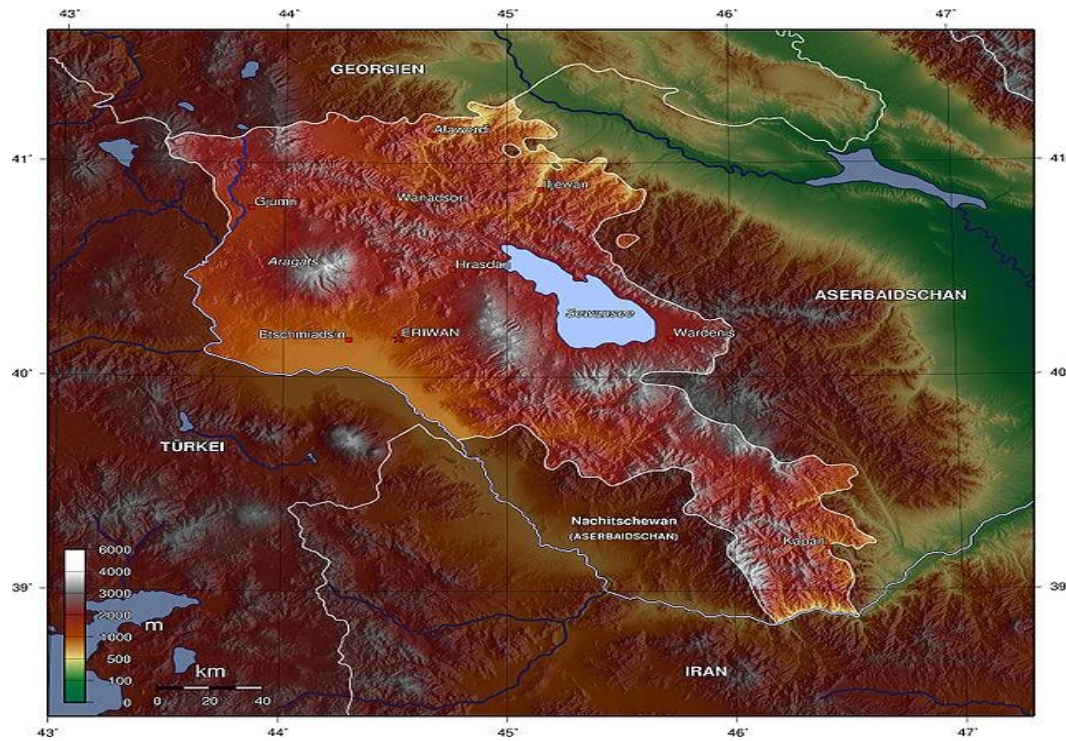 43° 44° 45° 46° 47°
GEORGIEN
Alawerdi
41° 41°
Idjewan
Wanadsor
Gjumri
Aragats
Hrasdan
ASERBAIDSCHAN
Sewansee
Etschmiadsin
ERIWAN
Wardenis
40° 40°
TÜRKEI
Nachitschewan
(ASERBAIDSCHAN)
Kapan
39° 39°
6000
4000
3000
2000
1000
500
100
0
m
km
0 20 40
IRAN
43° 44° 45° 46° 47°